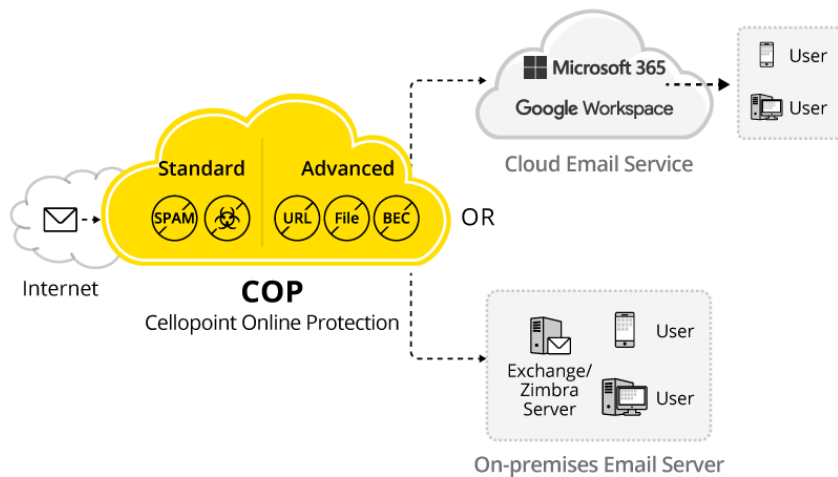 Microsoft 365
Google Workspace
User
User
Cloud Email Service
Standard
Advanced
SPAM
URL
File
BEC
OR
Internet
COP
Cellopoint Online Protection
Exchange/
Zimbra
Server
User
User
On-premises Email Server